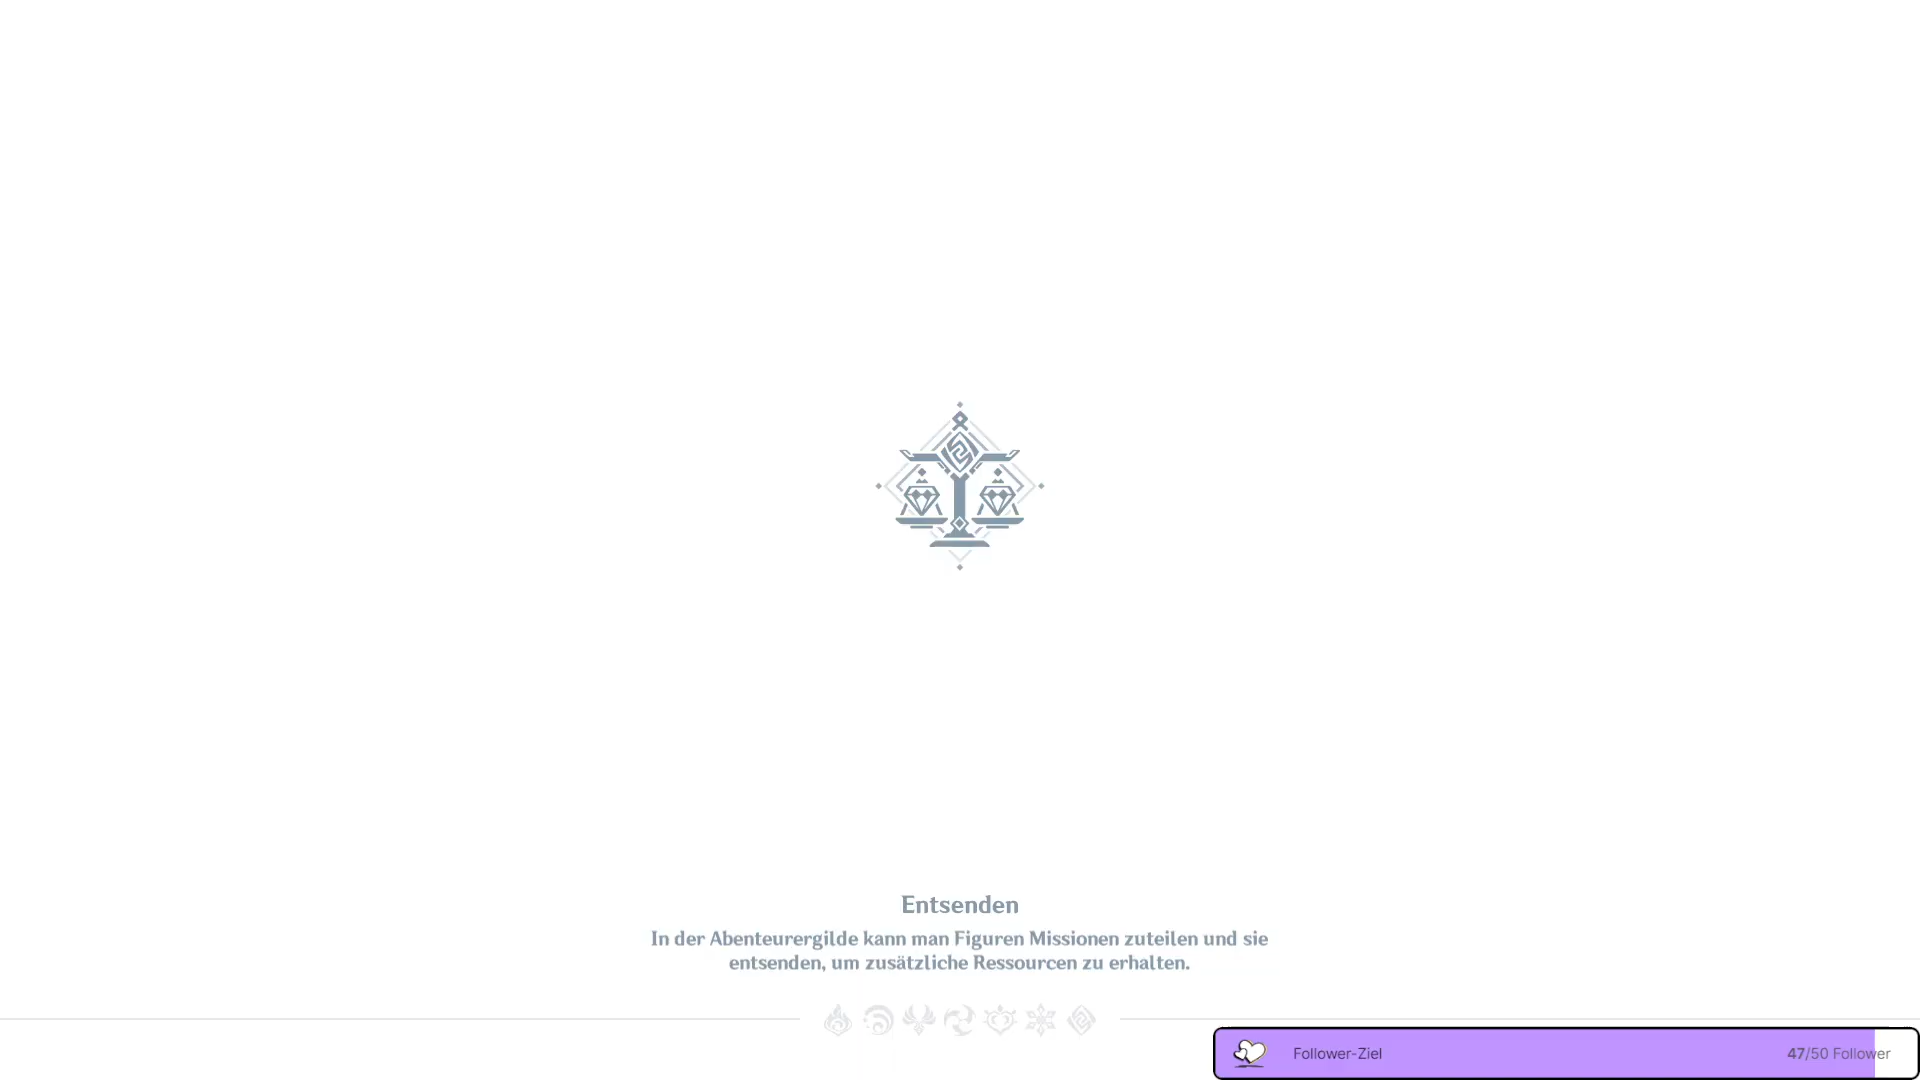 Entsenden
In der Abenteurergilde kann man Figuren Missionen zuteilen und sie
entsenden, um zusätzliche Ressourcen zu erhalten.
Follower-Ziel
47/50 Follower